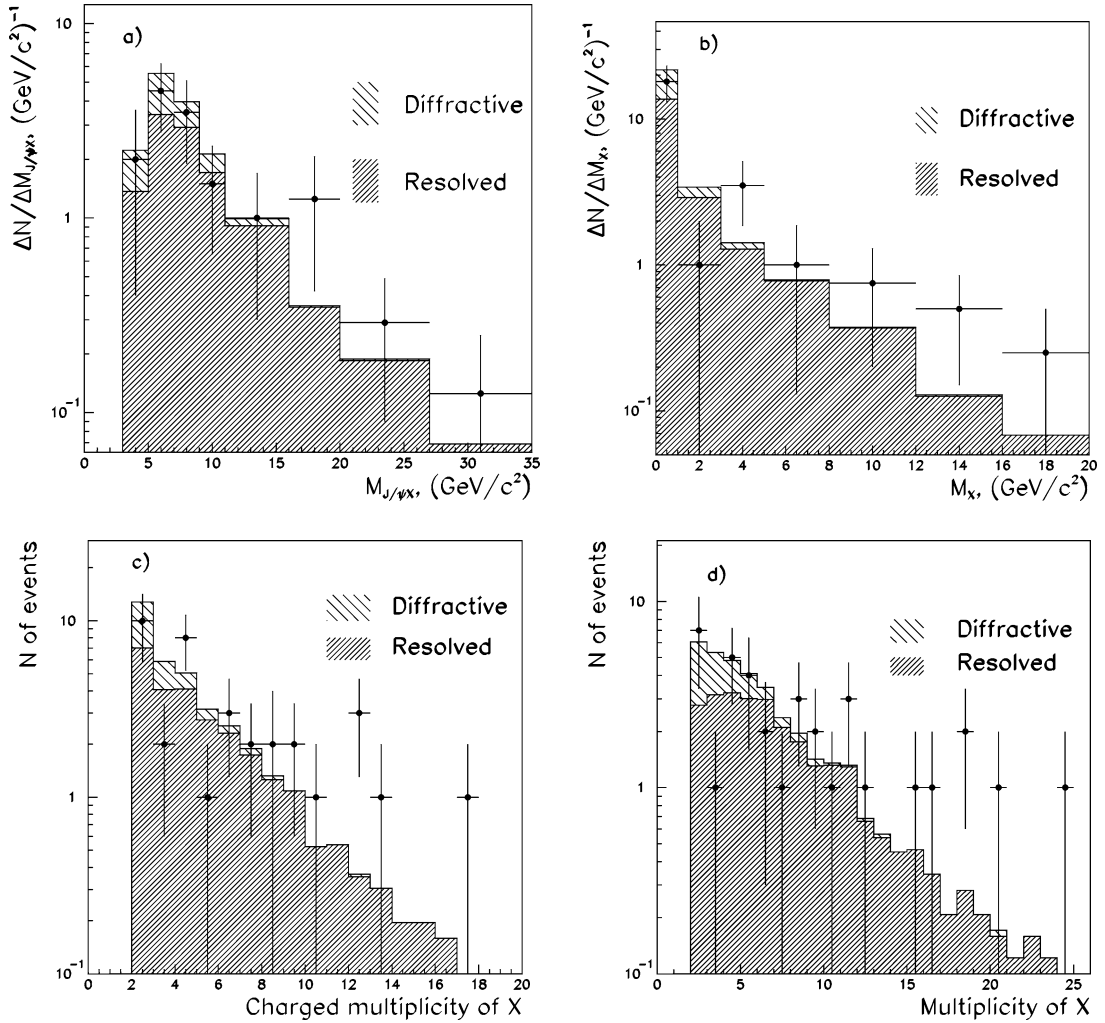 ΔN/ΔM_J/ψX, (GeV/c²)⁻¹
a)
Diffractive
Resolved
10
1
10⁻¹
0 5 10 15 20 25 30 35
M_J/ψX, (GeV/c²)
ΔN/ΔM_X, (GeV/c²)⁻¹
b)
Diffractive
Resolved
10
1
10⁻¹
0 2 4 6 8 10 12 14 16 18 20
M_X, (GeV/c²)
N of events
c)
Diffractive
Resolved
10
1
10⁻¹
0 2 4 6 8 10 12 14 16 18 20
Charged multiplicity of X
N of events
d)
Diffractive
Resolved
10
1
10⁻¹
0 5 10 15 20 25
Multiplicity of X